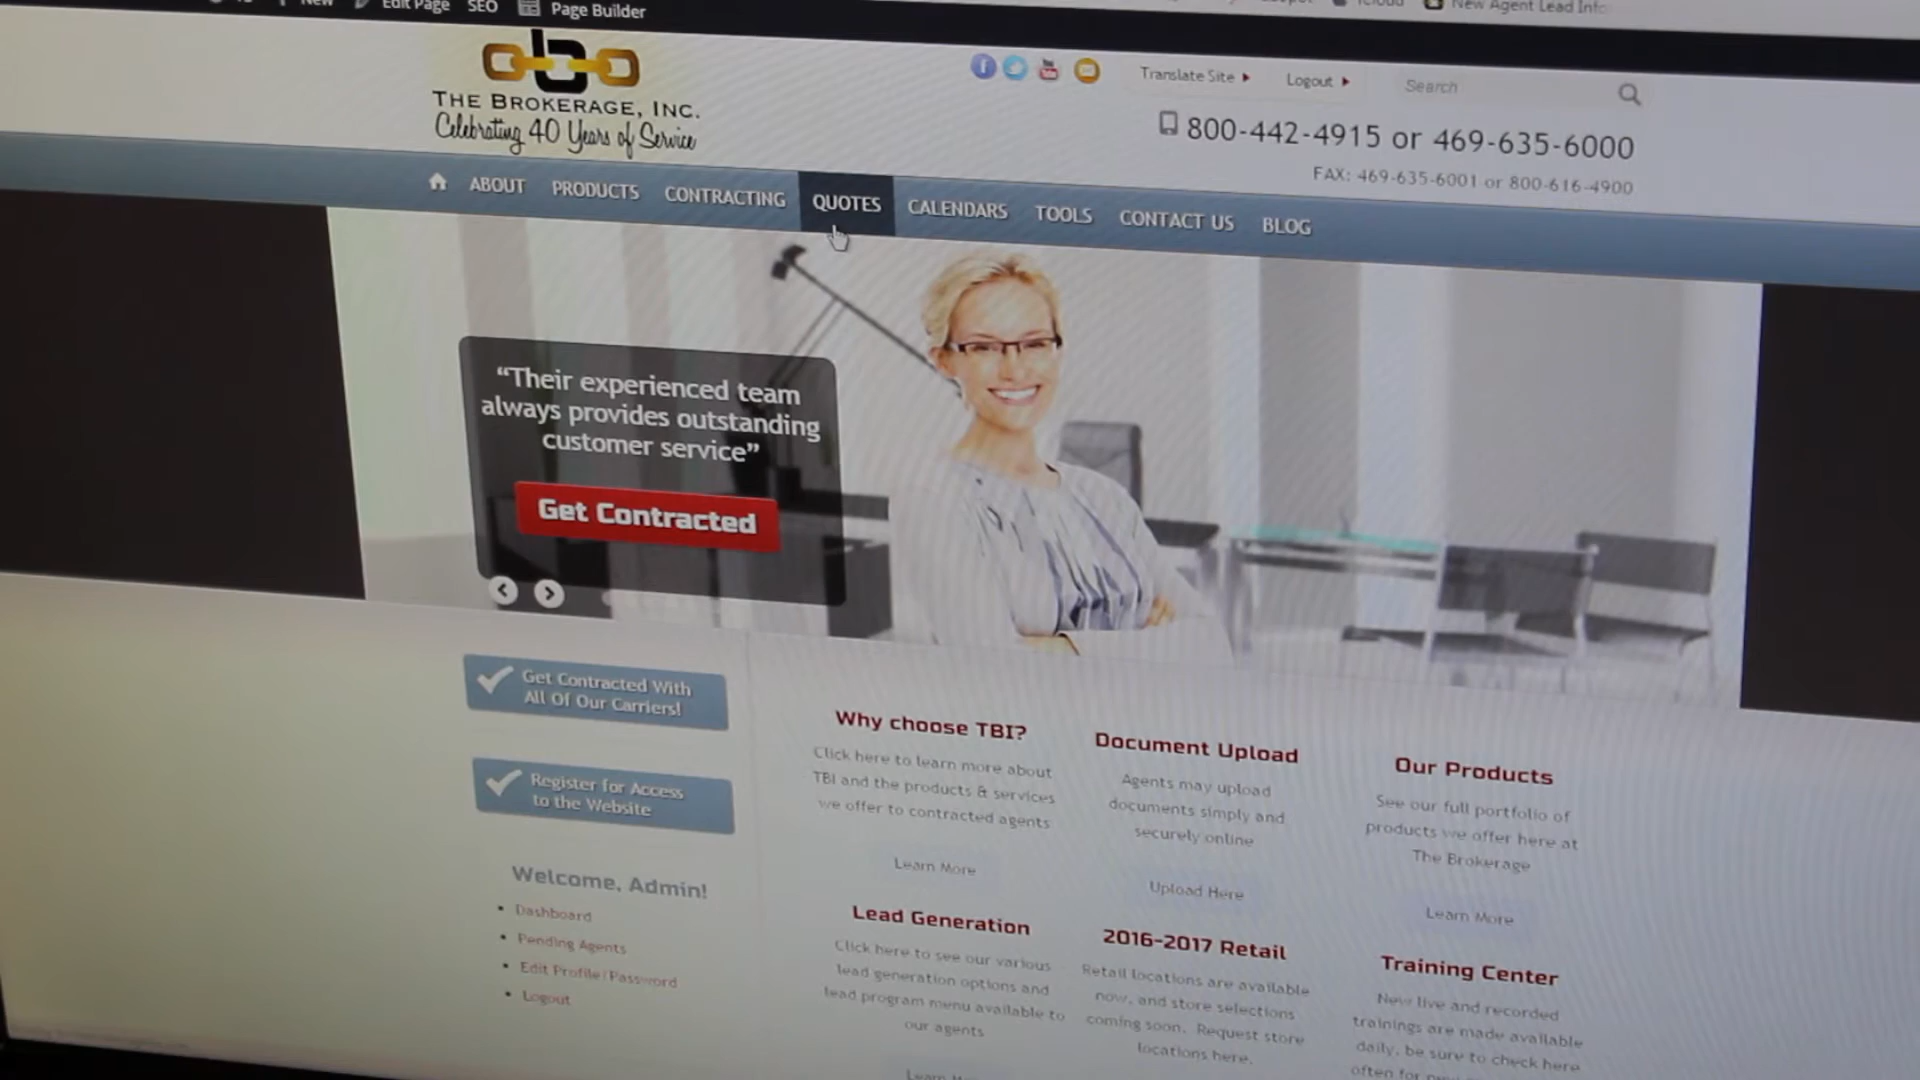 New Edit Page SEO Page Builder
New Agent Lead Info
THE BROKERAGE, INC.
Celebrating 40 Years of Service
Translate Site Logout Search
800-442-4915 or 469-635-6000
FAX: 469-635-6001 or 800-616-4900
ABOUT PRODUCTS CONTRACTING QUOTES CALENDARS TOOLS CONTACT US BLOG
“Their experienced team
always provides outstanding
customer service”
Get Contracted
Get Contracted With
All Of Our Carriers!
Register for Access
to the Website
Welcome, Admin!
Dashboard
Pending Agents
Edit Profile/Password
Logout
Why choose TBI?
Click here to learn more about
TBI and the products & services
we offer to contracted agents
Learn More
Document Upload
Agents may upload
documents simply and
securely online
Upload Here
Our Products
See our full portfolio of
products we offer here at
The Brokerage
Learn More
Lead Generation
Click here to see our various
lead generation options and
lead program menu available to
our agents
Learn
2016-2017 Retail
Retail locations are available
now, and store selections
coming soon. Request store
locations here.
Training Center
New live and recorded
trainings are made available
daily, be sure to check here
often for